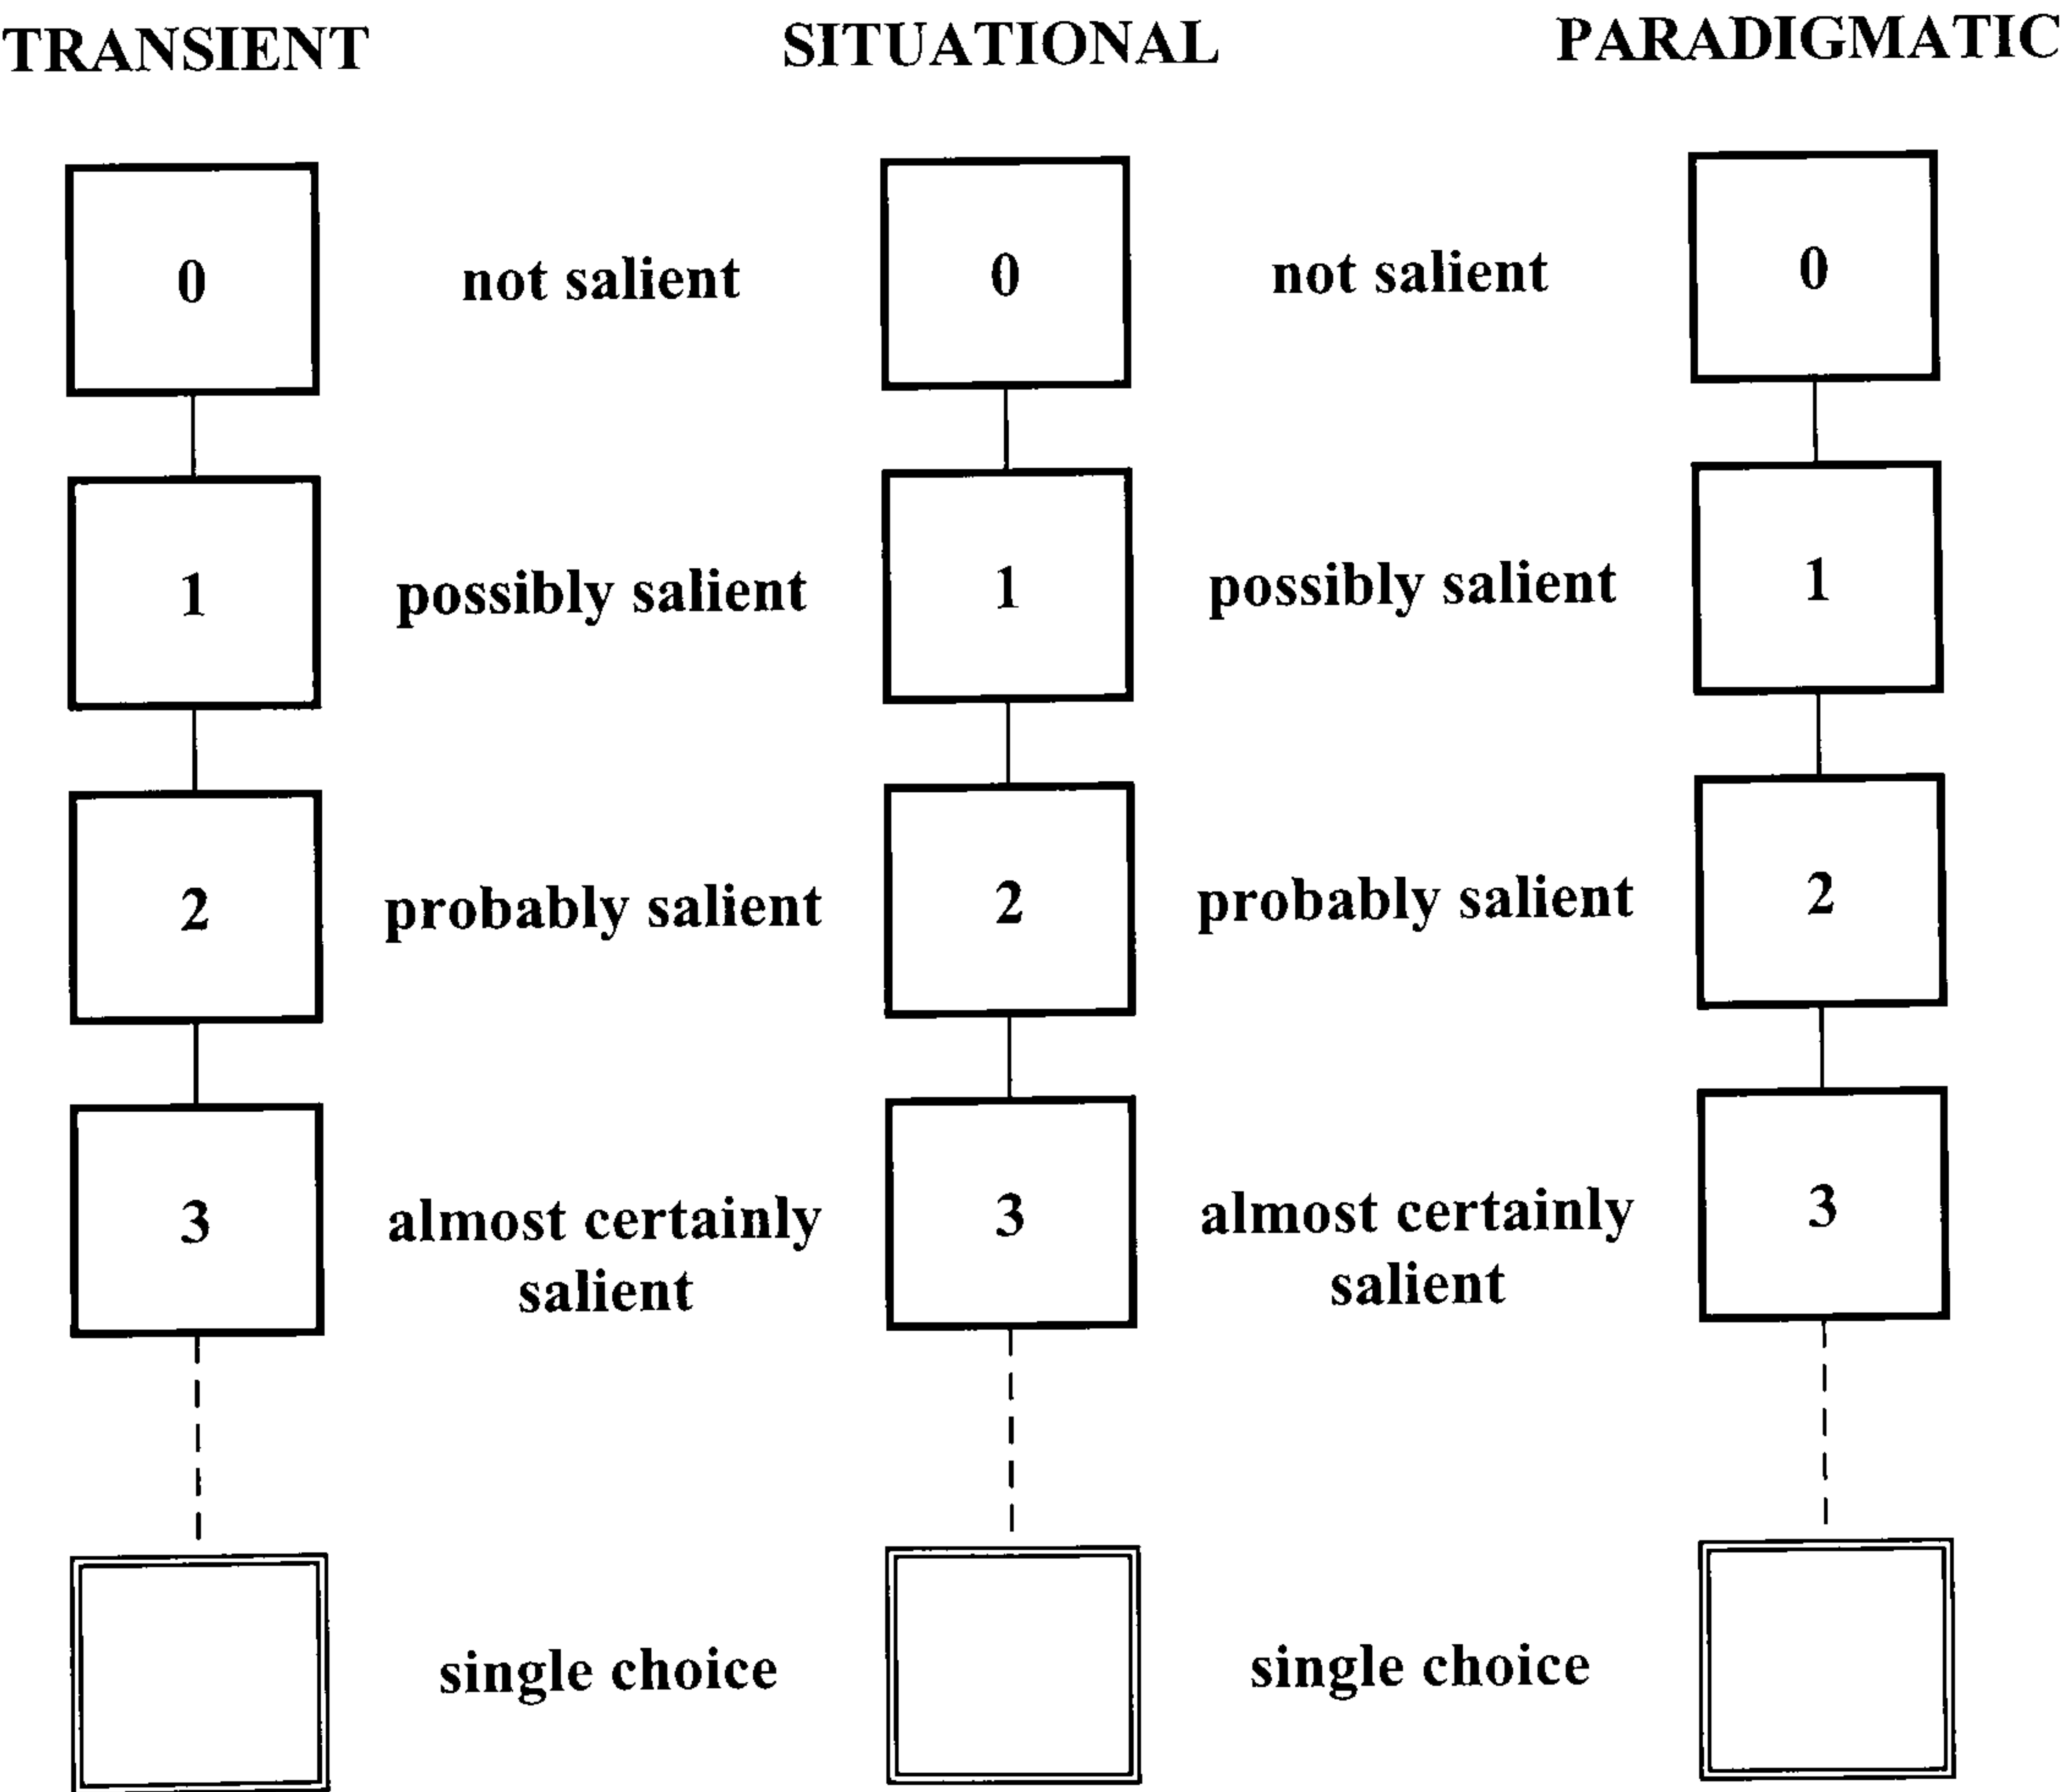 TRANSIENT SITUATIONAL PARADIGMATIC
0 not salient 0 not salient 0
1 possibly salient 1 possibly salient 1
2 probably salient 2 probably salient 2
3 almost certainly 3 almost certainly 3
salient salient
single choice single choice